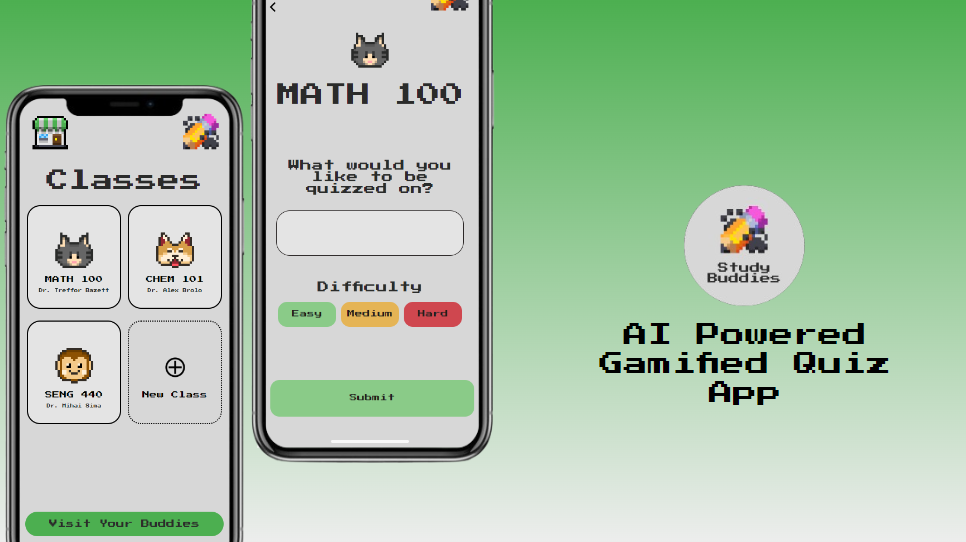 Classes
MATH 100
Dr. Treffor Bazett
CHEM 101
Dr. Alex Brolo
SENG 440
Dr. Mihai Sima
New Class
Visit Your Buddies
MATH 100
What would you
like to be
quizzed on?
Difficulty
Easy
Medium
Hard
Submit
Study
Buddies
AI Powered
Gamified Quiz
App